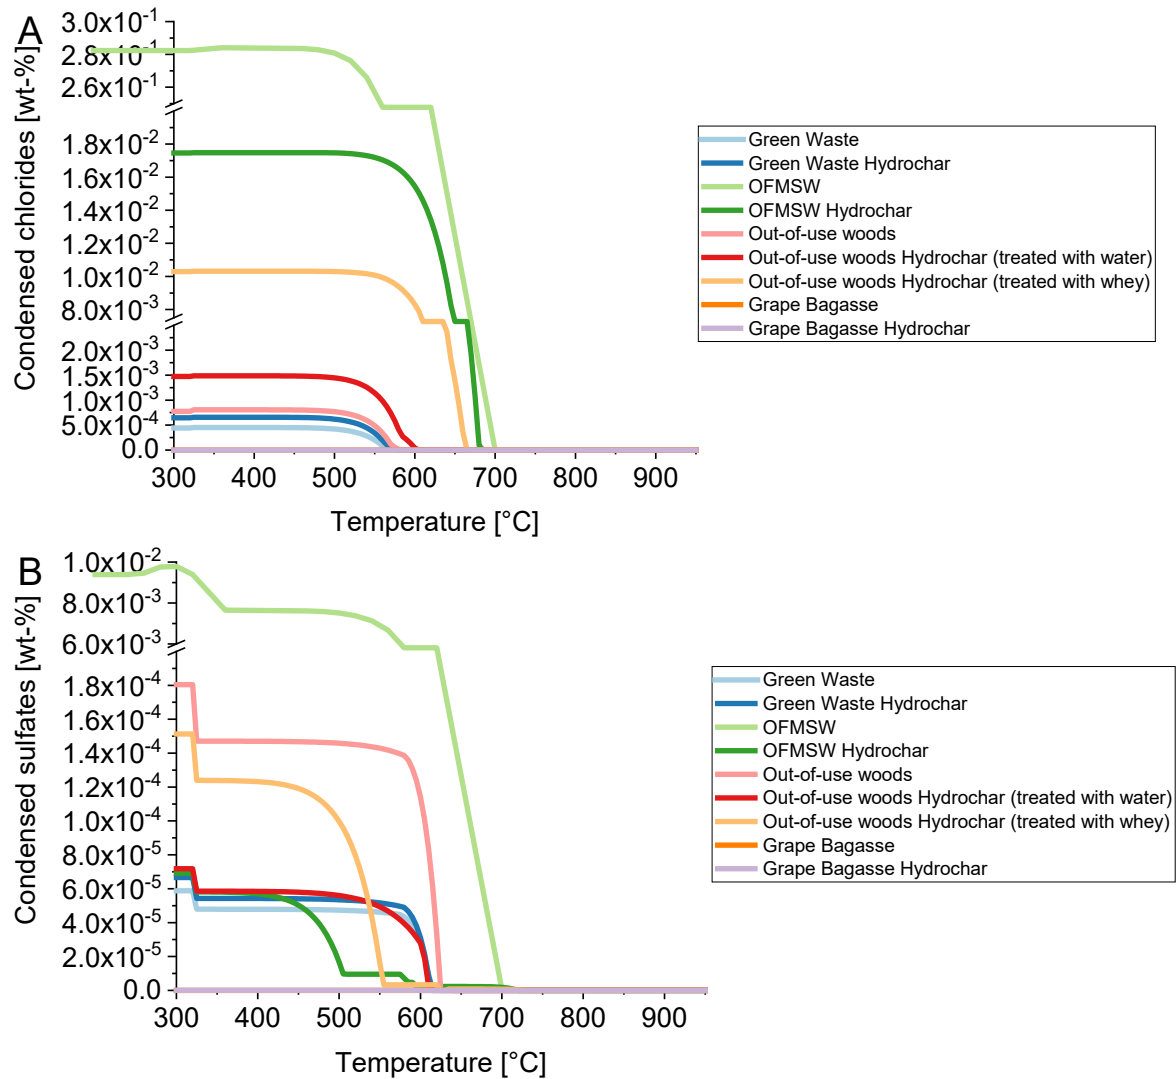 A
Condensed chlorides [wt-%]
3.0x10⁻¹
2.8x10⁻¹
2.6x10⁻¹
1.8x10⁻²
1.6x10⁻²
1.4x10⁻²
1.2x10⁻²
1.0x10⁻²
8.0x10⁻³
2.0x10⁻³
1.5x10⁻³
1.0x10⁻³
5.0x10⁻⁴
0.0
300 400 500 600 700 800 900
Temperature [°C]
Green Waste
Green Waste Hydrochar
OFMSW
OFMSW Hydrochar
Out-of-use woods
Out-of-use woods Hydrochar (treated with water)
Out-of-use woods Hydrochar (treated with whey)
Grape Bagasse
Grape Bagasse Hydrochar
B
Condensed sulfates [wt-%]
1.0x10⁻²
8.0x10⁻³
6.0x10⁻³
1.8x10⁻⁴
1.6x10⁻⁴
1.4x10⁻⁴
1.2x10⁻⁴
1.0x10⁻⁴
8.0x10⁻⁵
6.0x10⁻⁵
4.0x10⁻⁵
2.0x10⁻⁵
0.0
300 400 500 600 700 800 900
Temperature [°C]
Green Waste
Green Waste Hydrochar
OFMSW
OFMSW Hydrochar
Out-of-use woods
Out-of-use woods Hydrochar (treated with water)
Out-of-use woods Hydrochar (treated with whey)
Grape Bagasse
Grape Bagasse Hydrochar